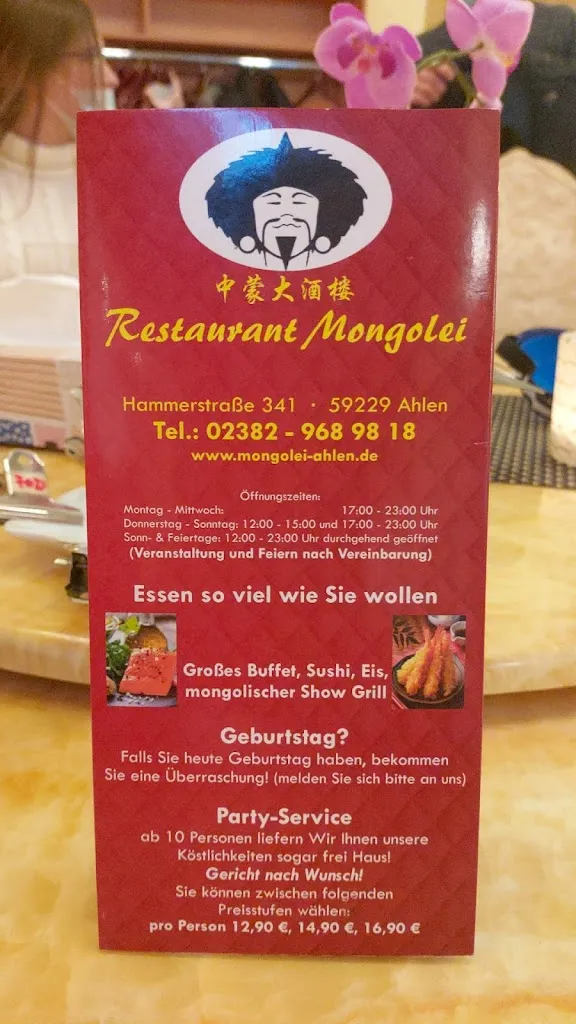 中蒙大酒楼
Restaurant Mongolei
Hammerstraße 341 · 59229 Ahlen
Tel.: 02382 - 968 98 18
www.mongolei-ahlen.de
Öffnungszeiten:
Montag - Mittwoch: 17:00 - 23:00 Uhr
Donnerstag - Sonntag: 12:00 - 15:00 und 17:00 - 23:00 Uhr
Sonn- & Feiertage: 12:00 - 23:00 Uhr durchgehend geöffnet
(Veranstaltung und Feiern nach Vereinbarung)
Essen so viel wie Sie wollen
Großes Buffet, Sushi, Eis,
mongolischer Show Grill
Geburtstag?
Falls Sie heute Geburtstag haben, bekommen
Sie eine Überraschung! (melden Sie sich bitte an uns)
Party-Service
ab 10 Personen liefern Wir Ihnen unsere
Köstlichkeiten sogar frei Haus!
Gericht nach Wunsch!
Sie können zwischen folgenden
Preisstufen wählen:
pro Person 12,90 €, 14,90 €, 16,90 €